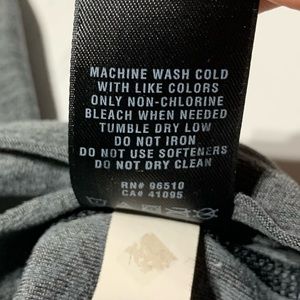 MACHINE WASH COLD
WITH LIKE COLORS
ONLY NON-CHLORINE
BLEACH WHEN NEEDED
TUMBLE DRY LOW
DO NOT IRON
DO NOT USE SOFTENERS
DO NOT DRY CLEAN
RN# 96510
CA# 41095